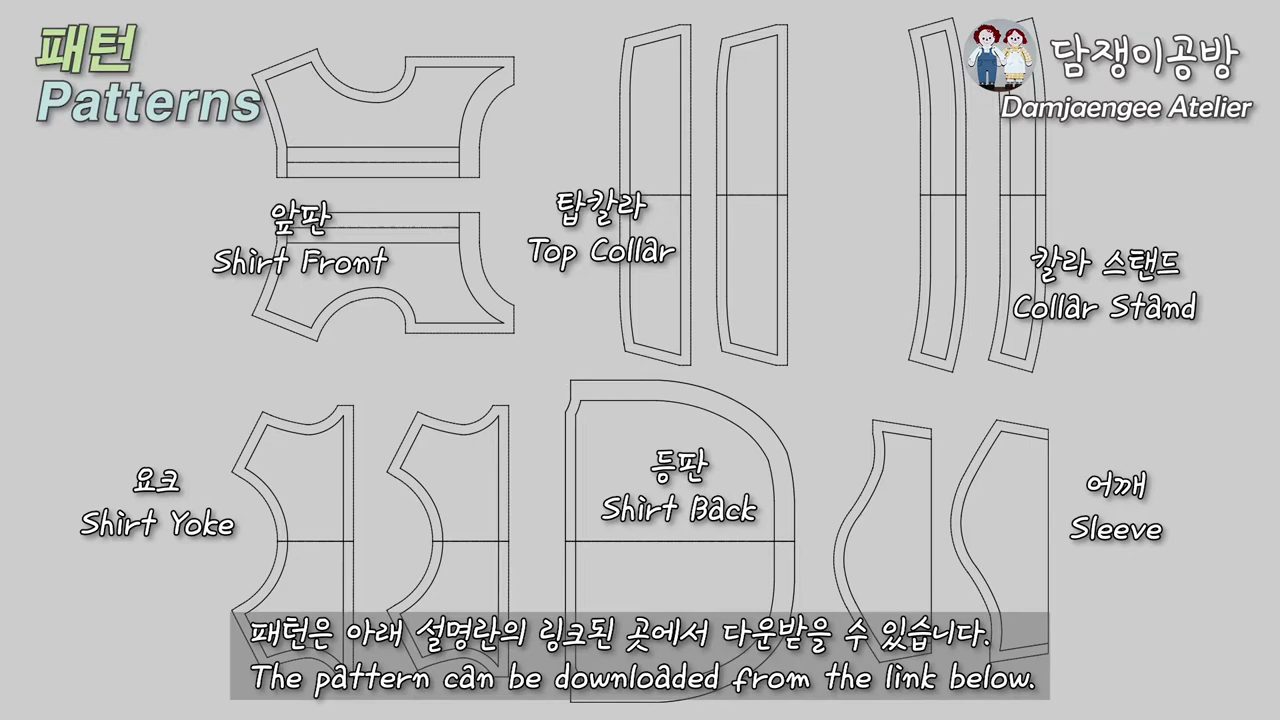 패턴
Patterns
담쟁이공방
Damjaengee Atelier
앞판
Shirt Front
탑칼라
Top Collar
칼라 스탠드
Collar Stand
요크
Shirt Yoke
등판
Shirt Back
어깨
Sleeve
패턴은 아래 설명란의 링크된 곳에서 다운받을 수 있습니다.
The pattern can be downloaded from the link below.